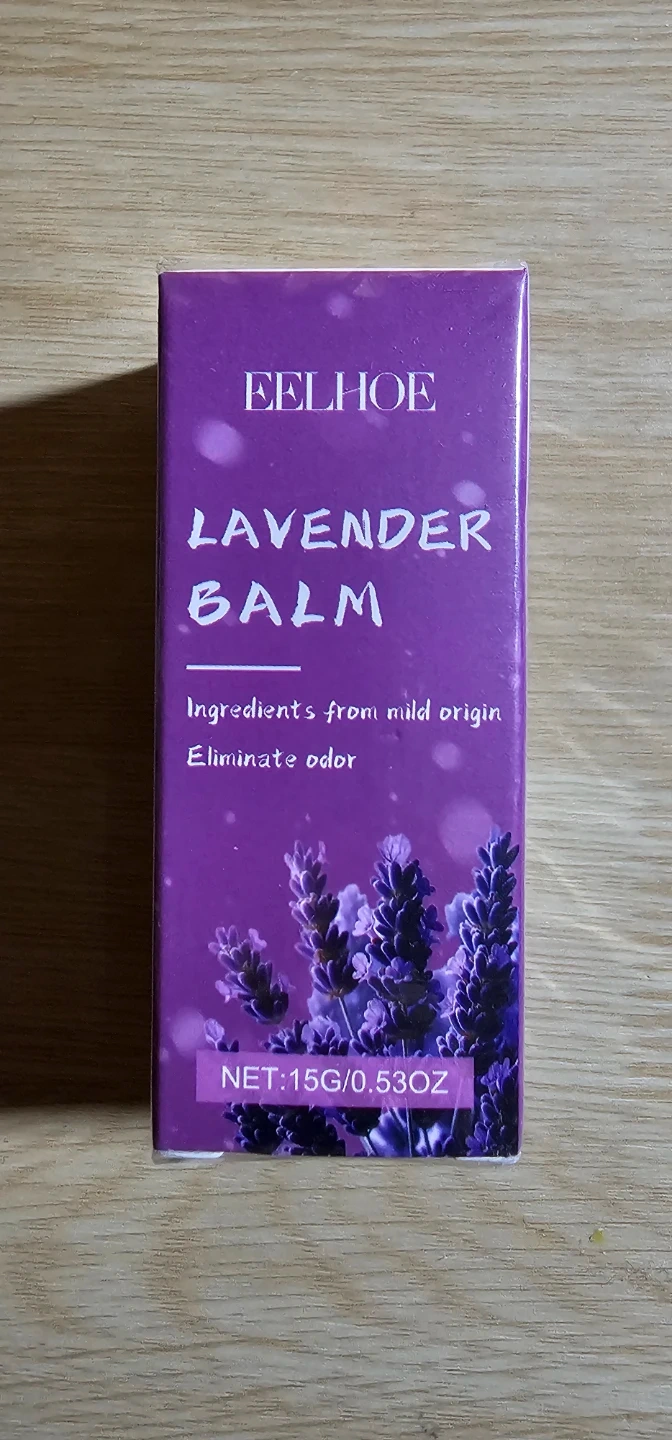 EELHOE
LAVENDER
BALM
Ingredients from mild origin
Eliminate odor
NET:15G/0.53OZ